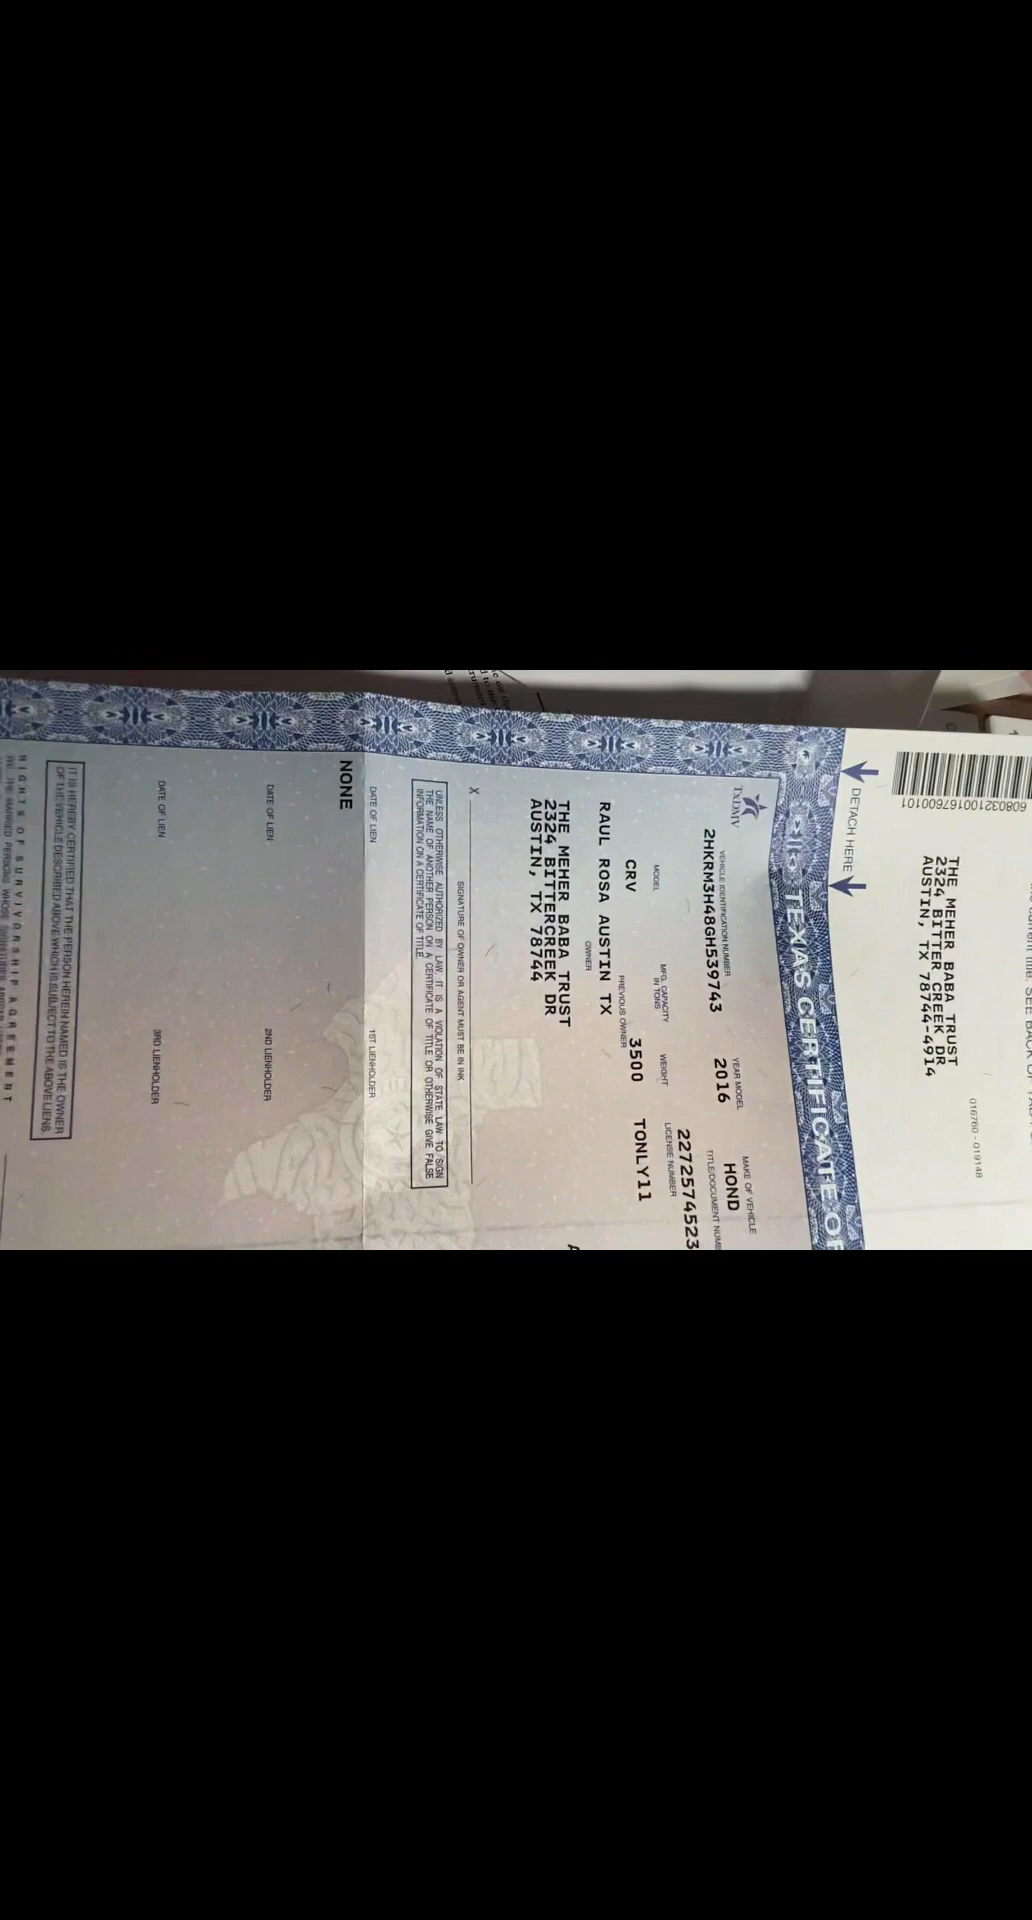 THE MEHER BABA TRUST
2324 BITTER CREEK DR
AUSTIN, TX 78744-4914
016760 - 019148
DETACH HERE
TEXAS CERTIFICATE OF
TxDMV
VEHICLE IDENTIFICATION NUMBER YEAR MODEL MAKE OF VEHICLE
2HKRM3H48GH539743 2016 HOND
TITLE/DOCUMENT
22725745233
MODEL MFG. CAPACITY IN TONS WEIGHT LICENSE NUMBER
CRV 3500 TONLY11
PREVIOUS OWNER
RAUL ROSA AUSTIN TX
OWNER
THE MEHER BABA TRUST
2324 BITTERCREEK DR
AUSTIN, TX 78744
X
SIGNATURE OF OWNER OR AGENT MUST BE IN INK
UNLESS OTHERWISE AUTHORIZED BY LAW, IT IS A VIOLATION OF STATE LAW TO SIGN
THE NAME OF ANOTHER PERSON ON A CERTIFICATE OF TITLE OR OTHERWISE GIVE FALSE
INFORMATION ON A CERTIFICATE OF TITLE.
DATE OF LIEN 1ST LIENHOLDER
NONE
DATE OF LIEN 2ND LIENHOLDER
DATE OF LIEN 3RD LIENHOLDER
IT IS HEREBY CERTIFIED THAT THE PERSON HEREIN NAMED IS THE OWNER
OF THE VEHICLE DESCRIBED ABOVE WHICH IS SUBJECT TO THE ABOVE LIENS.
RIGHTS OF SURVIVORSHIP AGREEMENT